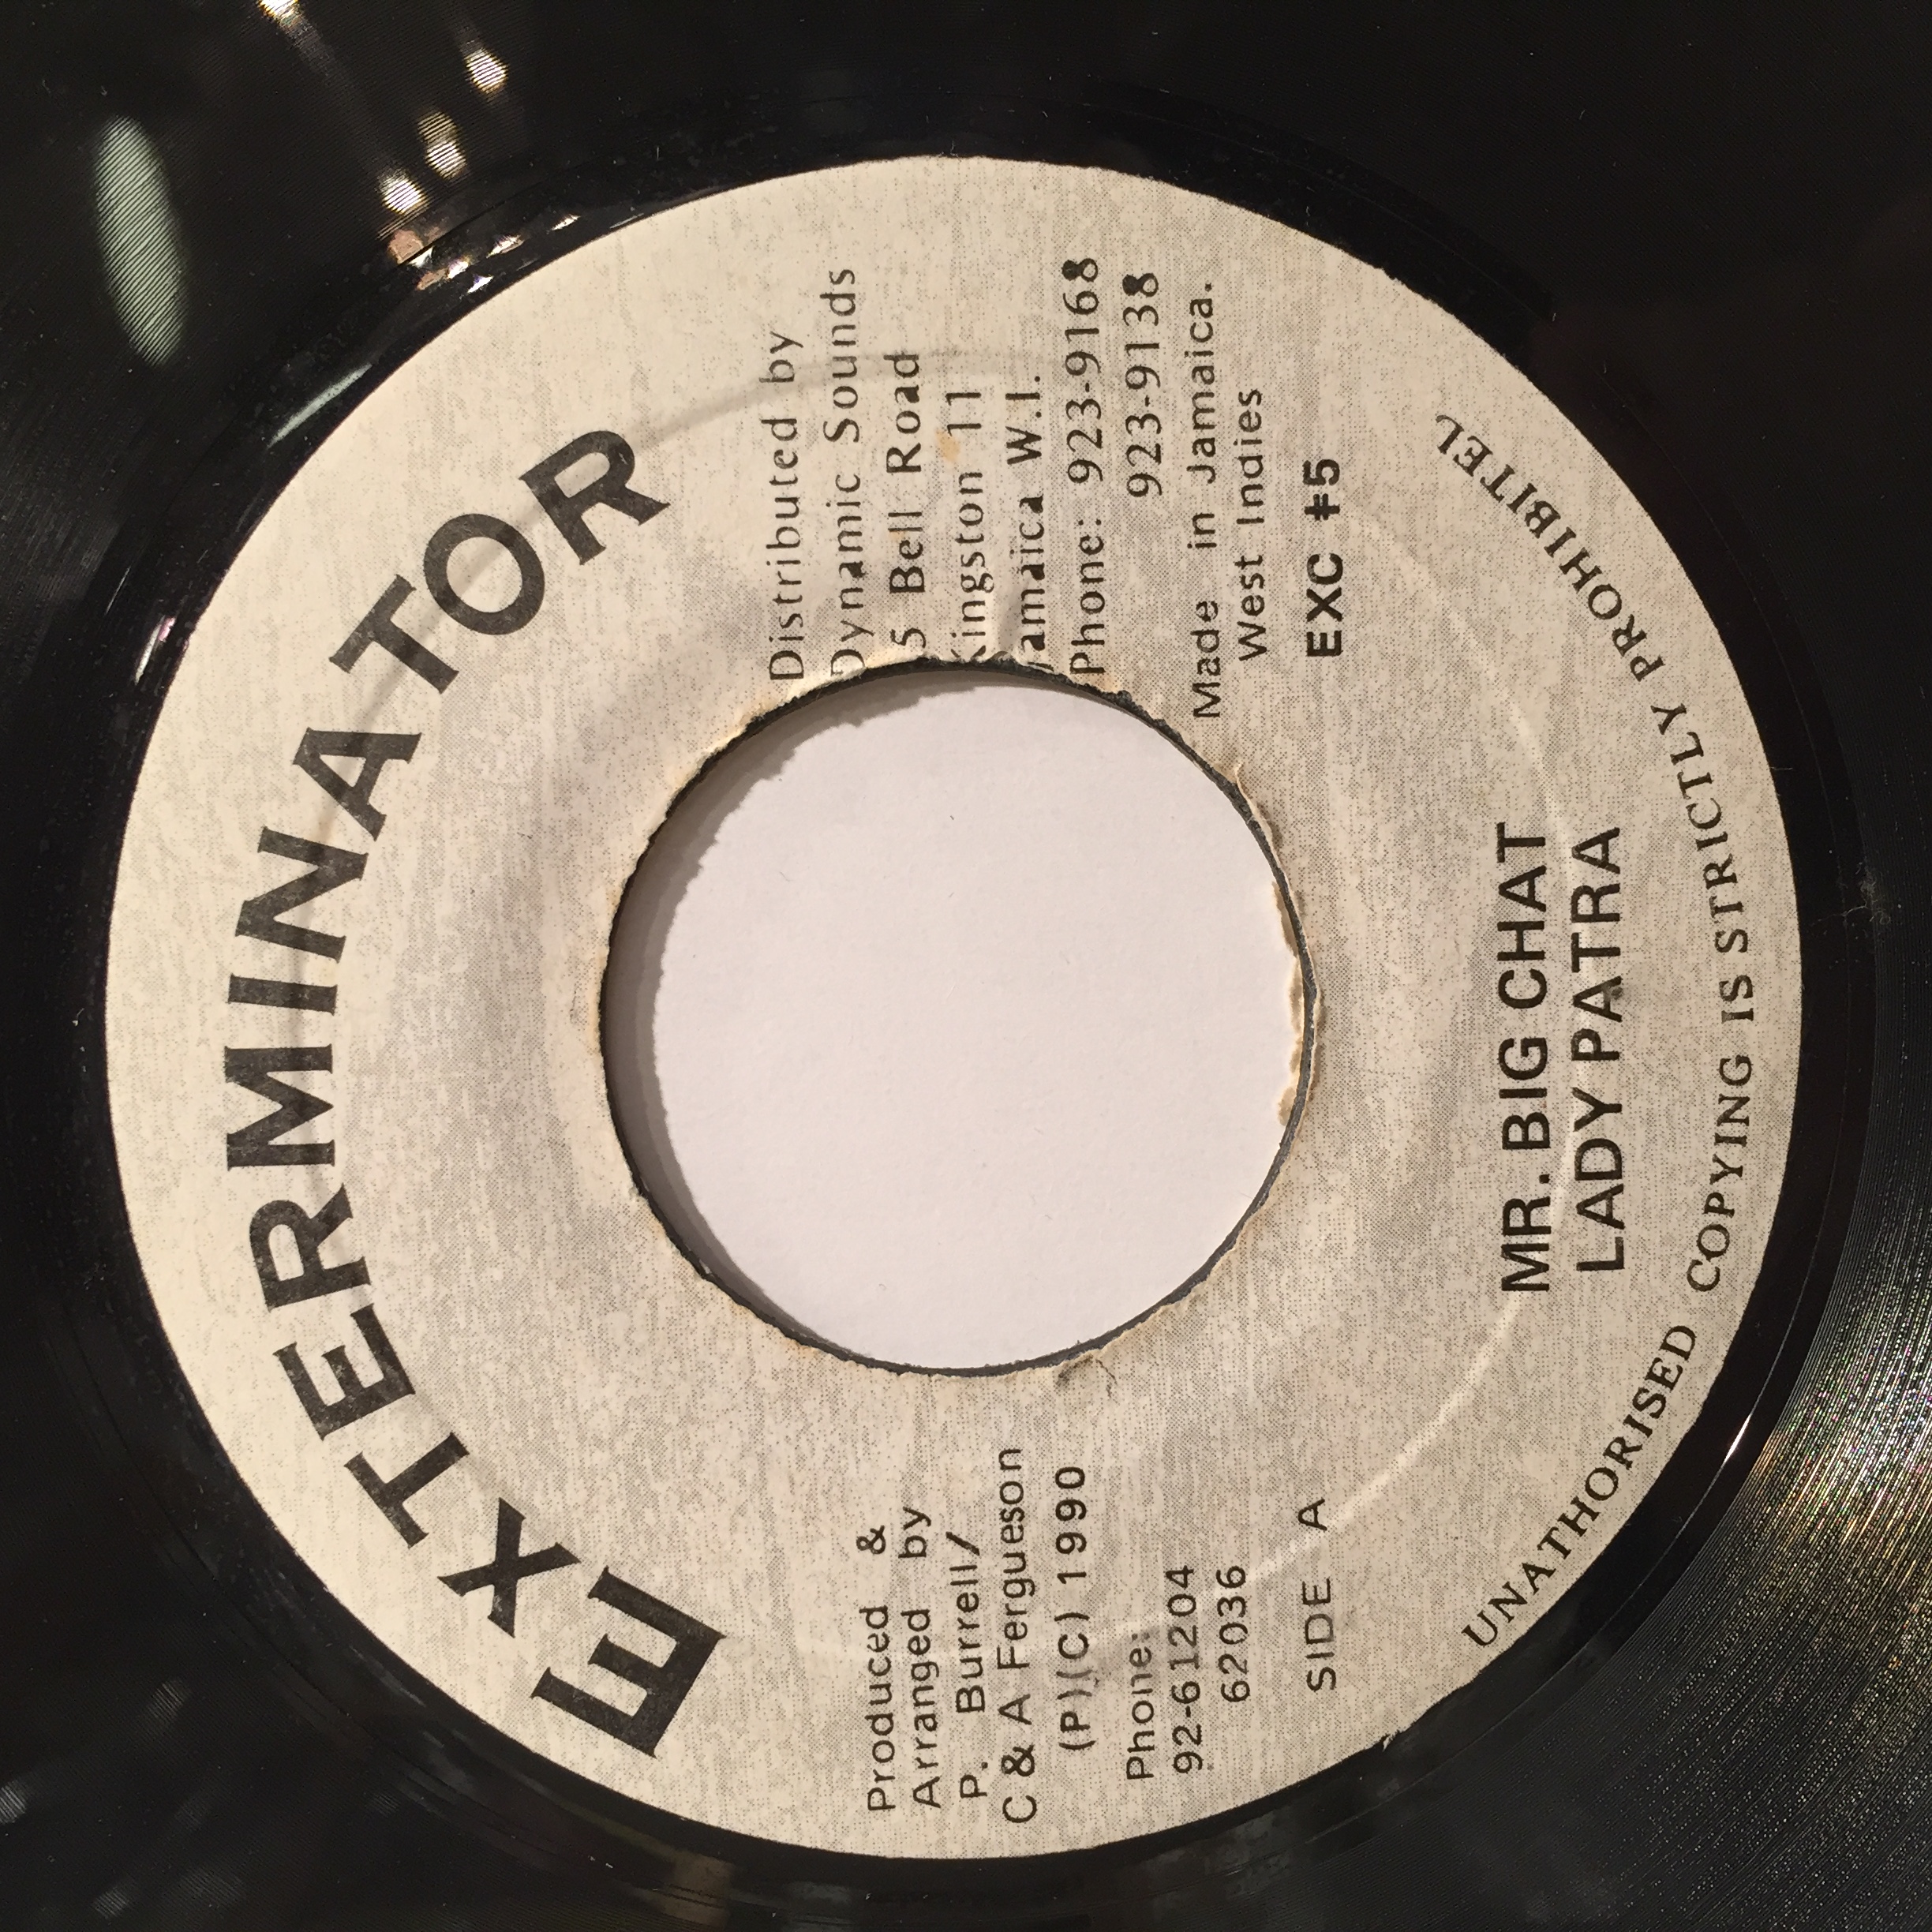 EXTERMINATOR
Produced &
Arranged by
P. Burrell/
C & A Fergueson
(P)(C) 1990
Phone:
92-61204
62036
SIDE A
Distributed by
Dynamic Sounds
15 Bell Road
Kingston 11
Jamaica W.I.
Phone: 923-9168
923-9138
Made in Jamaica.
West Indies
EXC ǂ5
MR. BIG CHAT
LADY PATRA
UNATHORISED COPYING IS STRICTLY PROHIBITEL